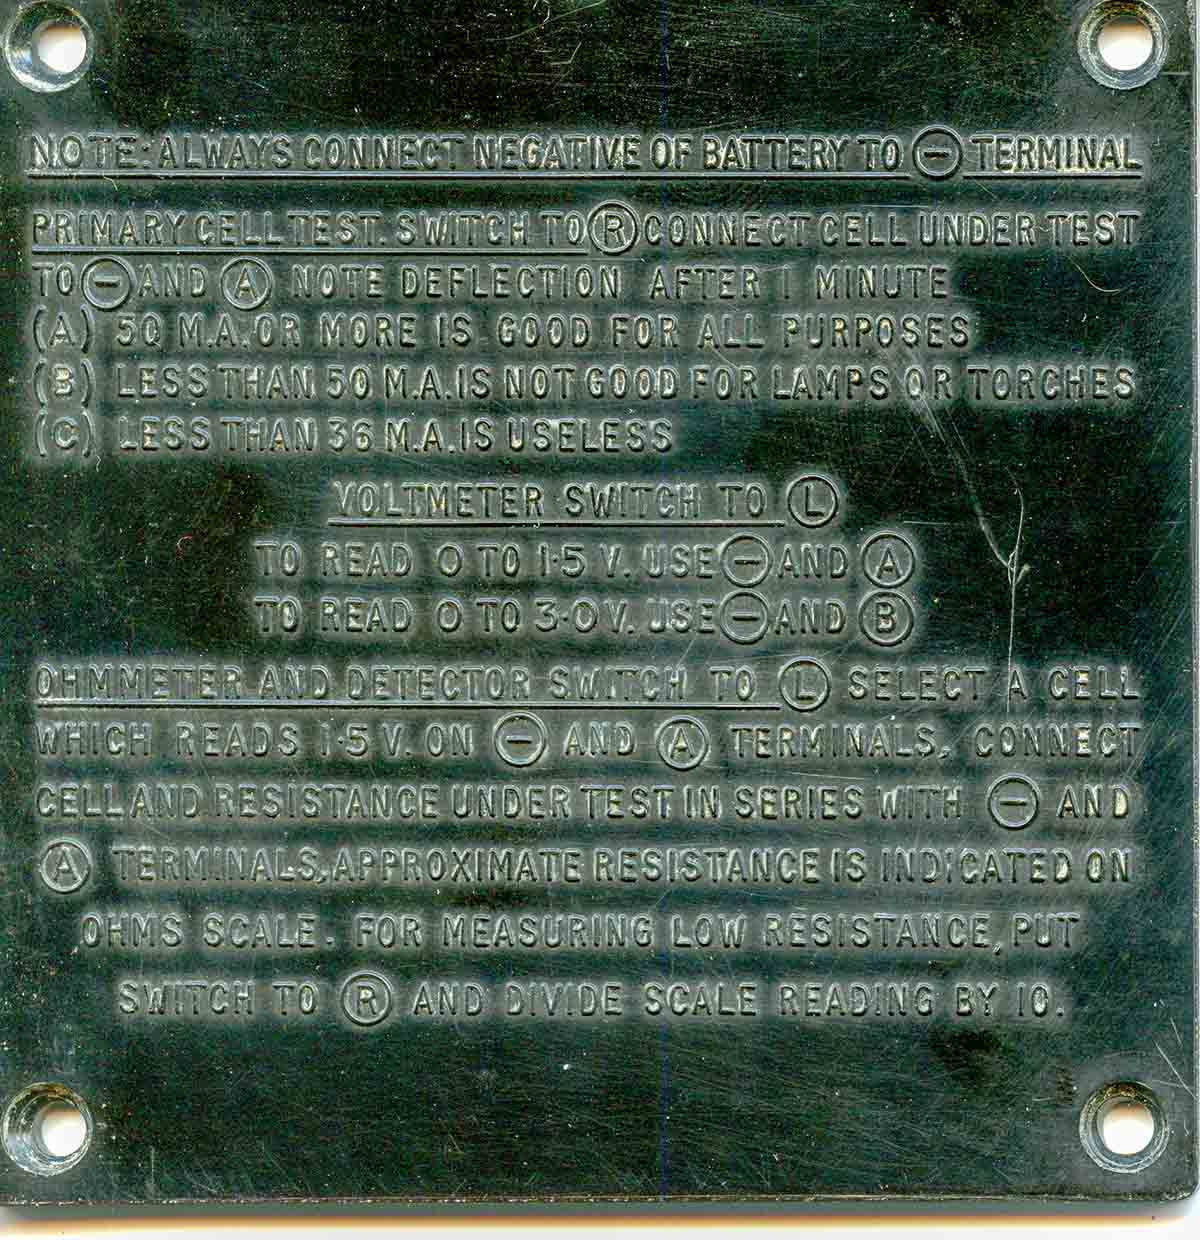 NOTE: ALWAYS CONNECT NEGATIVE OF BATTERY TO ⊖ TERMINAL
PRIMARY CELL TEST. SWITCH TO Ⓡ CONNECT CELL UNDER TEST
TO ⊖ AND Ⓐ NOTE DEFLECTION AFTER 1 MINUTE
(A) 50 M.A. OR MORE IS GOOD FOR ALL PURPOSES
(B) LESS THAN 50 M.A. IS NOT GOOD FOR LAMPS OR TORCHES
(C) LESS THAN 36 M.A. IS USELESS
VOLTMETER SWITCH TO Ⓛ
TO READ 0 TO 1·5 V. USE ⊖ AND Ⓐ
TO READ 0 TO 3·0 V. USE ⊖ AND Ⓑ
OHMMETER AND DETECTOR SWITCH TO Ⓛ SELECT A CELL
WHICH READS 1·5 V. ON ⊖ AND Ⓐ TERMINALS, CONNECT
CELL AND RESISTANCE UNDER TEST IN SERIES WITH ⊖ AND
Ⓐ TERMINALS, APPROXIMATE RESISTANCE IS INDICATED ON
OHMS SCALE. FOR MEASURING LOW RESISTANCE, PUT
SWITCH TO Ⓡ AND DIVIDE SCALE READING BY 10.